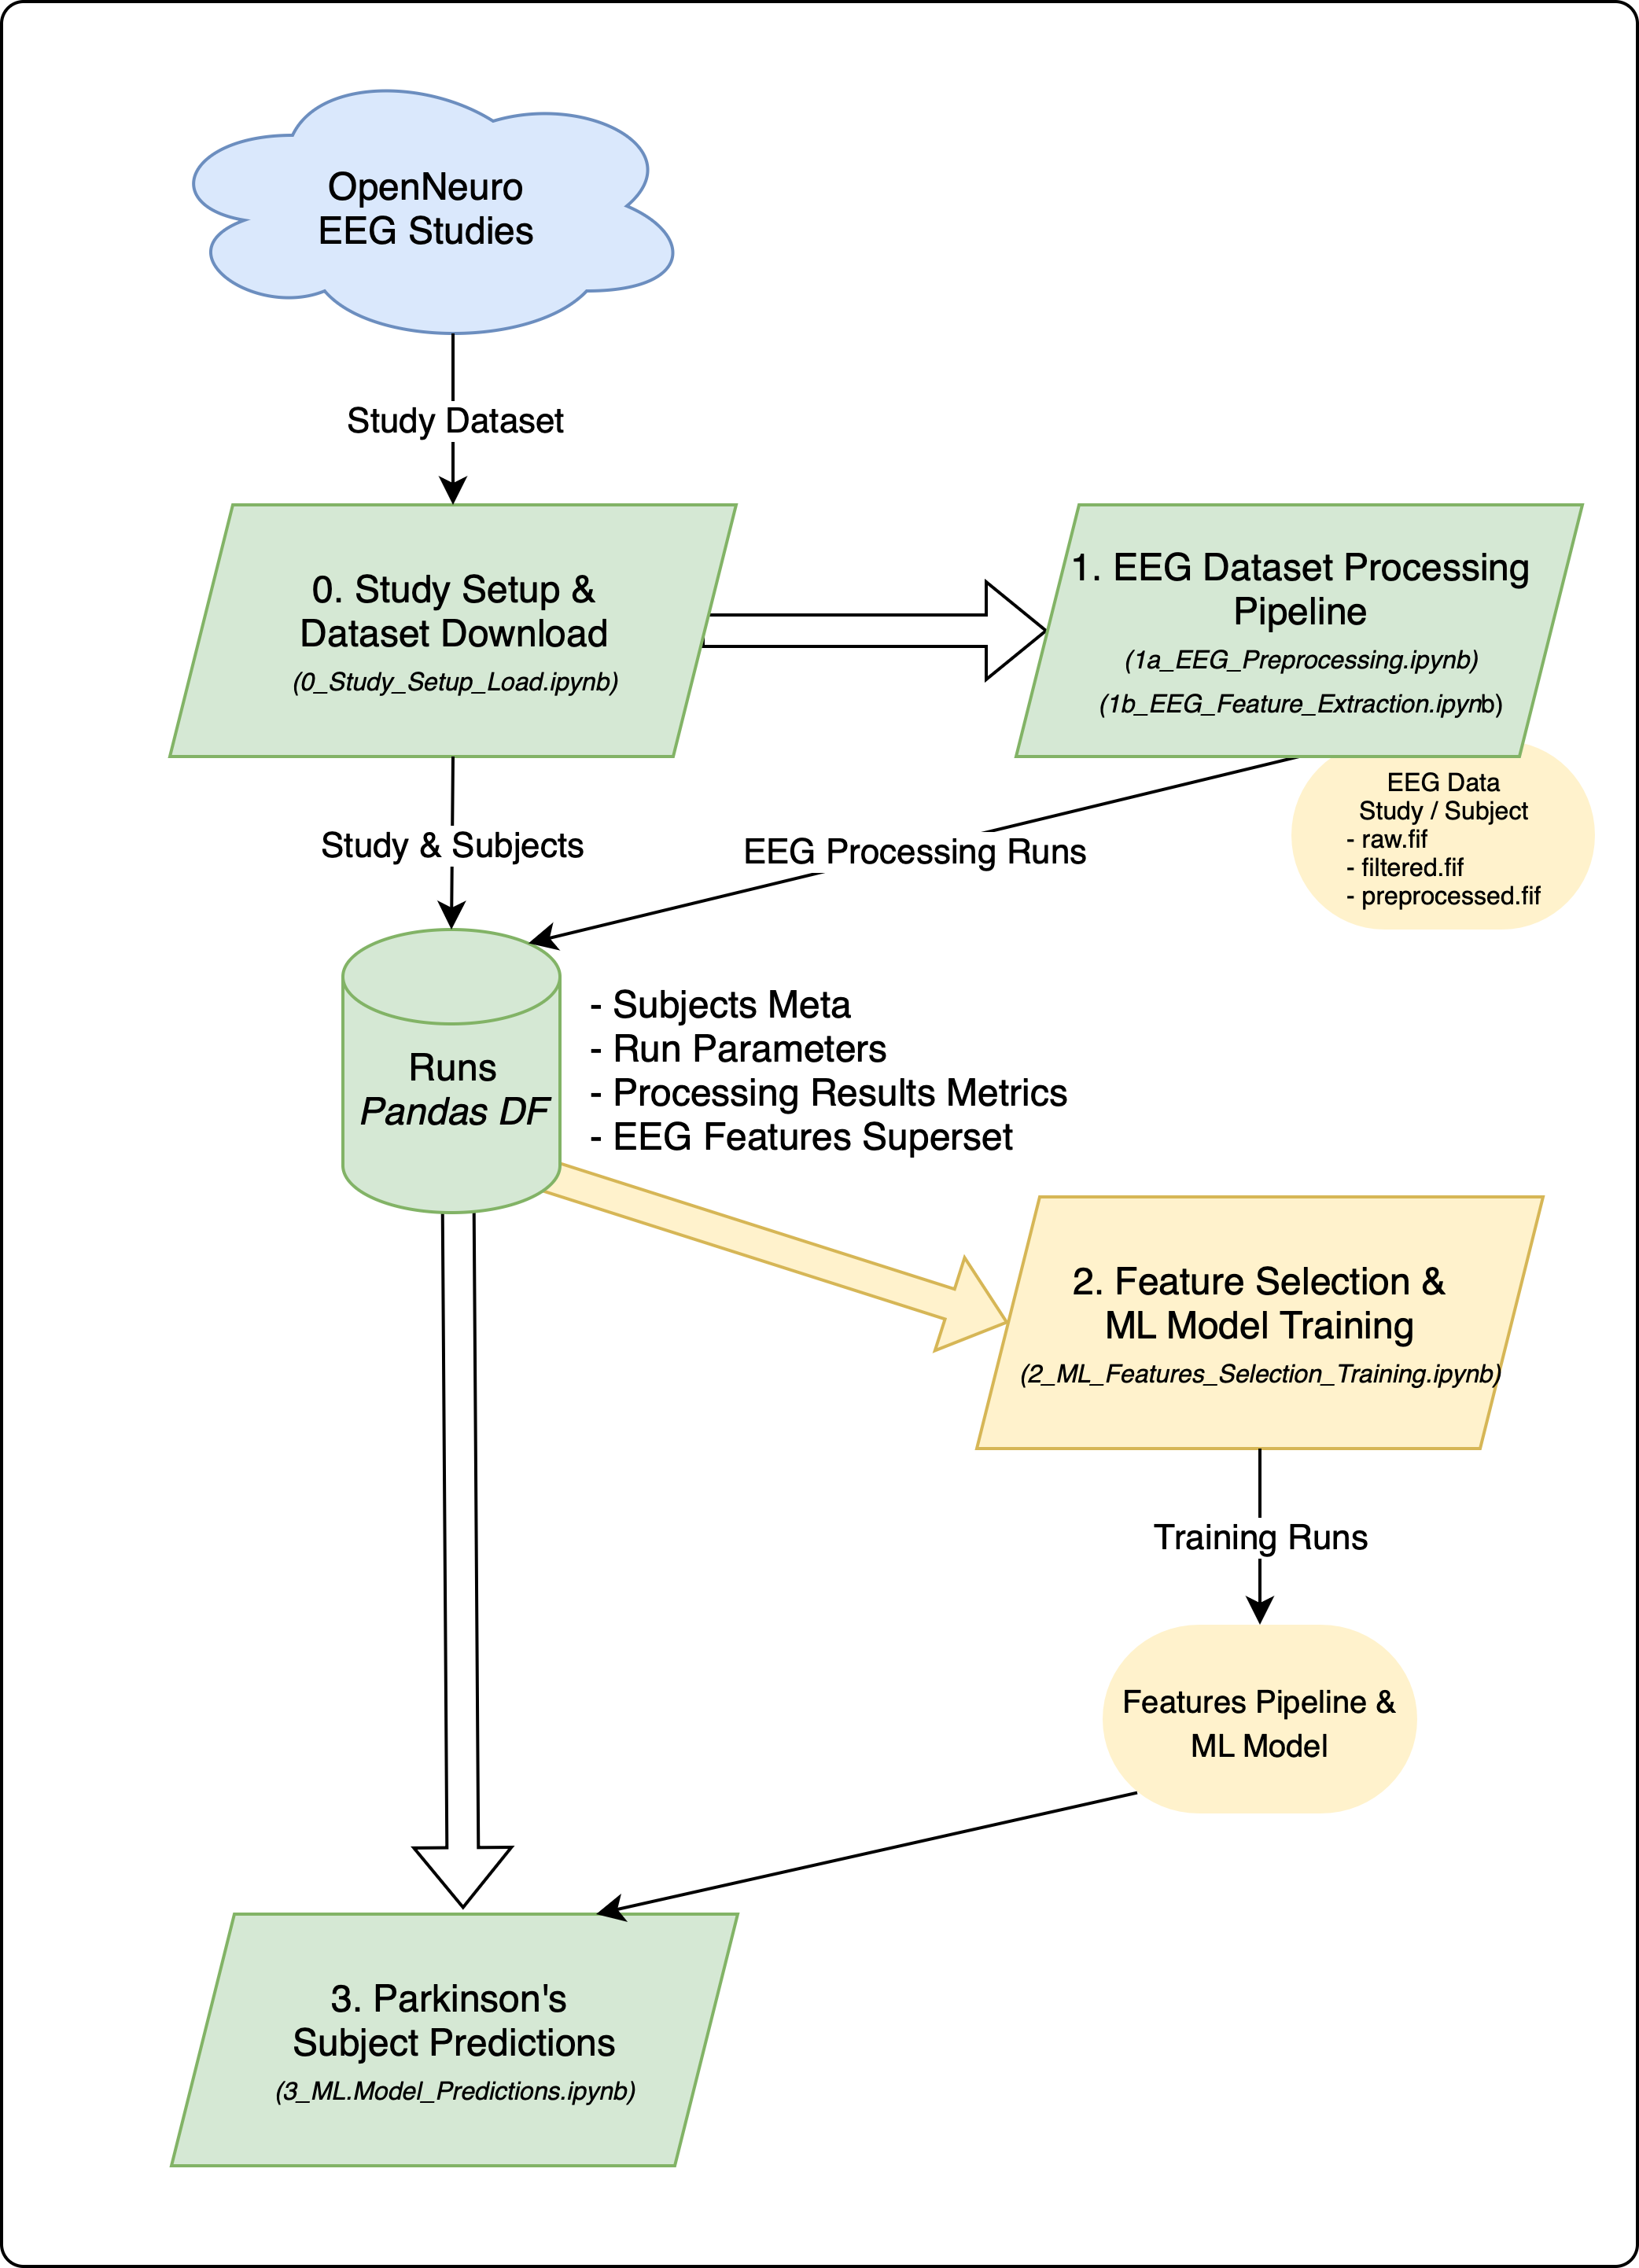 OpenNeuro
EEG Studies
Study Dataset
0. Study Setup &
Dataset Download
(0_Study_Setup_Load.ipynb)
1. EEG Dataset Processing
Pipeline
(1a_EEG_Preprocessing.ipynb)
(1b_EEG_Feature_Extraction.ipynb)
EEG Data
Study / Subject
- raw.fif
- filtered.fif
- preprocessed.fif
Study & Subjects
EEG Processing Runs
Runs
Pandas DF
- Subjects Meta
- Run Parameters
- Processing Results Metrics
- EEG Features Superset
2. Feature Selection &
ML Model Training
(2_ML_Features_Selection_Training.ipynb)
Training Runs
Features Pipeline &
ML Model
3. Parkinson's
Subject Predictions
(3_ML.Model_Predictions.ipynb)